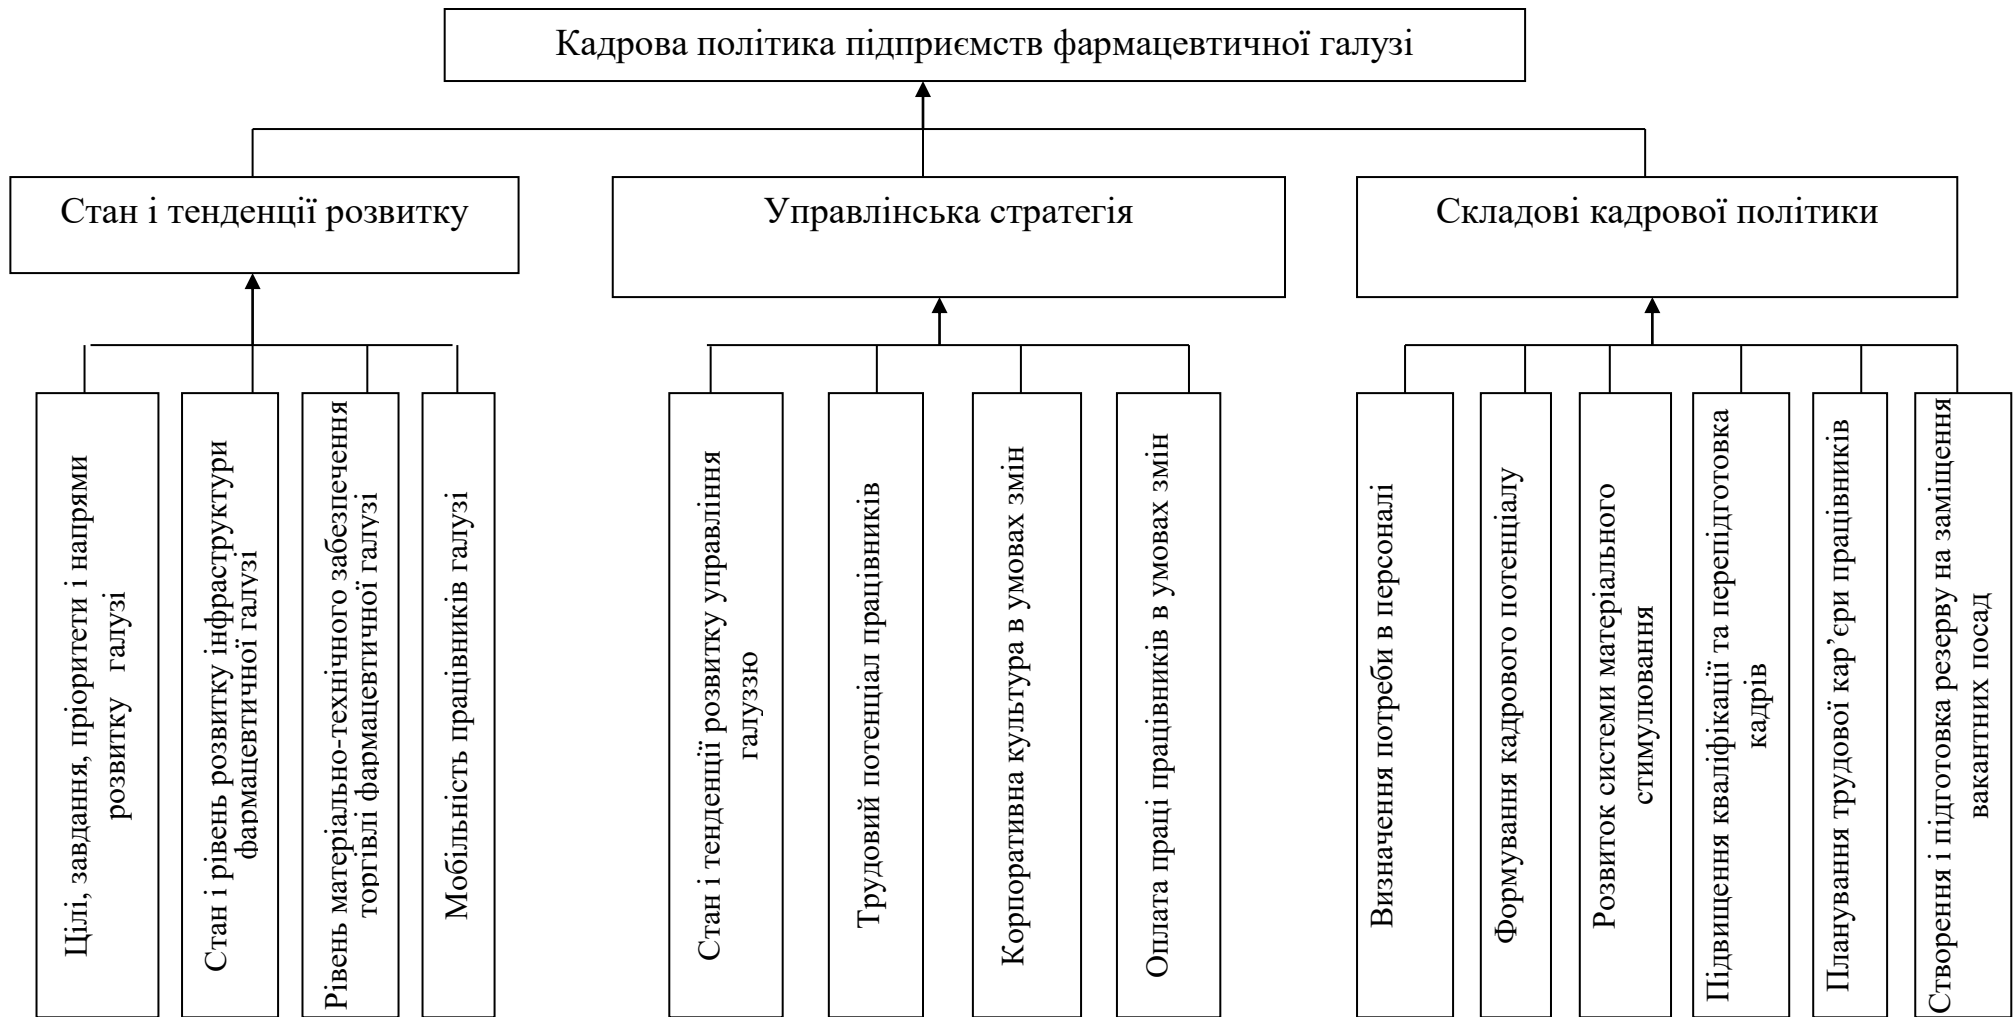 Кадрова політика підприємств фармацевтичної галузі
Стан і тенденції розвитку
Управлінська стратегія
Складові кадрової політики
Цілі, завдання, пріоритети і напрями
розвитку галузі
Стан і рівень розвитку інфраструктури
фармацевтичної галузі
Рівень матеріально-технічного забезпечення
торгівлі фармацевтичної галузі
Мобільність працівників галузі
Стан і тенденції розвитку управління
галуззю
Трудовий потенціал працівників
Корпоративна культура в умовах змін
Оплата праці працівників в умовах змін
Визначення потреби в персоналі
Формування кадрового потенціалу
Розвиток системи матеріального
стимулювання
Підвищення кваліфікації та перепідготовка
кадрів
Планування трудової кар’єри працівників
Створення і підготовка резерву на заміщення
вакантних посад